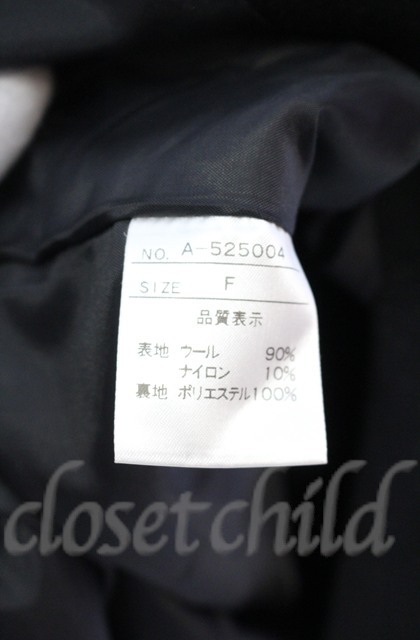 NO. A-525004
SIZE F
品質表示
表地 ウール 90%
ナイロン 10%
裏地 ポリエステル100%
closet child